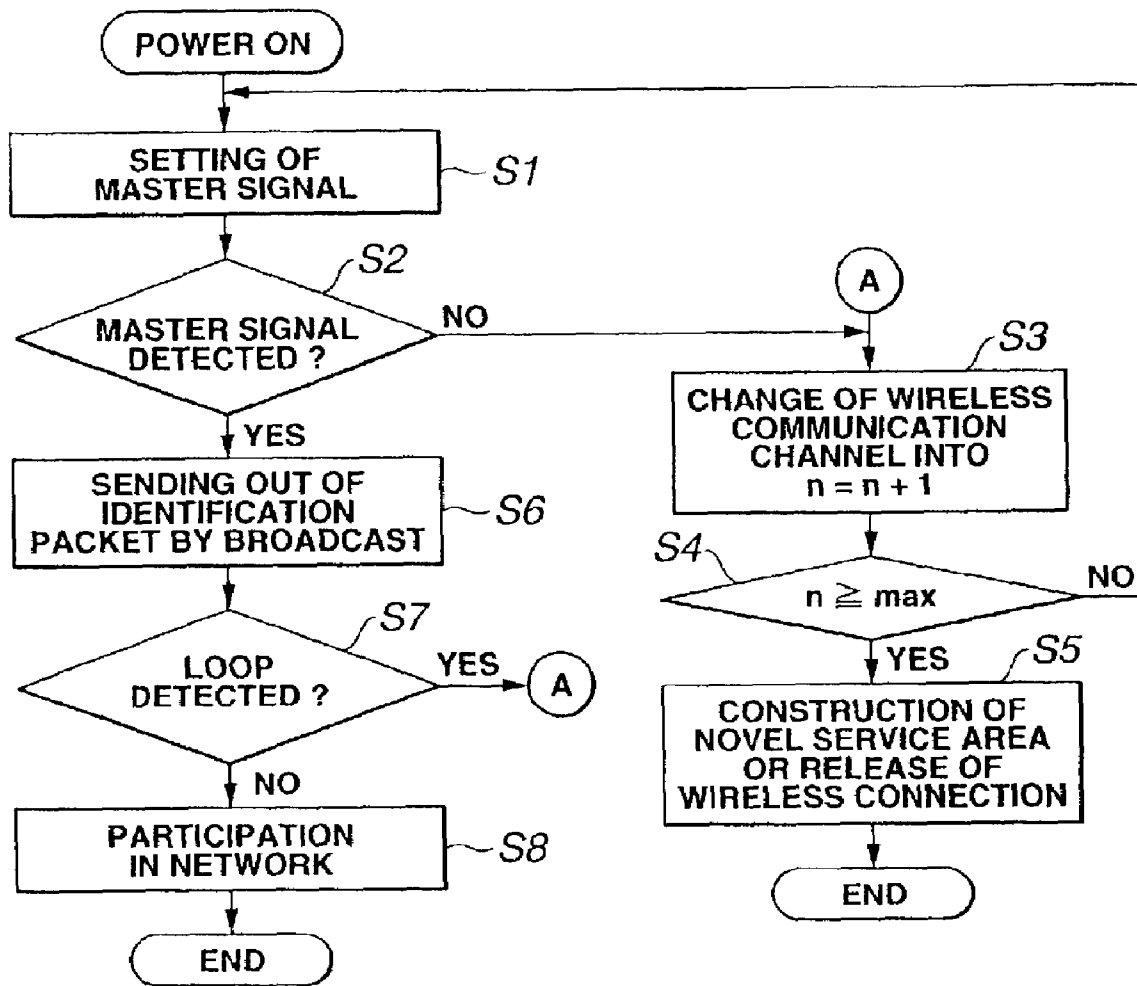 POWER ON
SETTING OF
MASTER SIGNAL
S1
S2
MASTER SIGNAL
DETECTED ?
NO
YES
SENDING OUT OF
IDENTIFICATION
PACKET BY BROADCAST
S6
S7
LOOP
DETECTED ?
YES
A
NO
PARTICIPATION
IN NETWORK
S8
END
A
S3
CHANGE OF WIRELESS
COMMUNICATION
CHANNEL INTO
n = n + 1
S4
n ≧ max
NO
YES
S5
CONSTRUCTION OF
NOVEL SERVICE AREA
OR RELEASE OF
WIRELESS CONNECTION
END